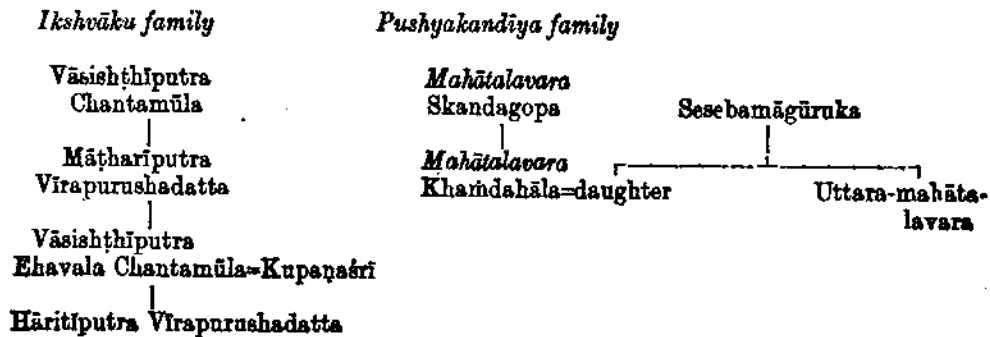 Ikshvāku family
Pushyakandīya family
Vāsishṭhīputra
Chantamūla
Māṭharīputra
Vīrapurushadatta
Vāsishṭhīputra
Ehavala Chantamūla=Kupaṇaśrī
Hāritīputra Vīrapurushadatta
Mahātalavara
Skandagopa
Mahātalavara
Khaṁdahāla=daughter
Sesebamāgūruka
Uttara-mahāta-
lavara